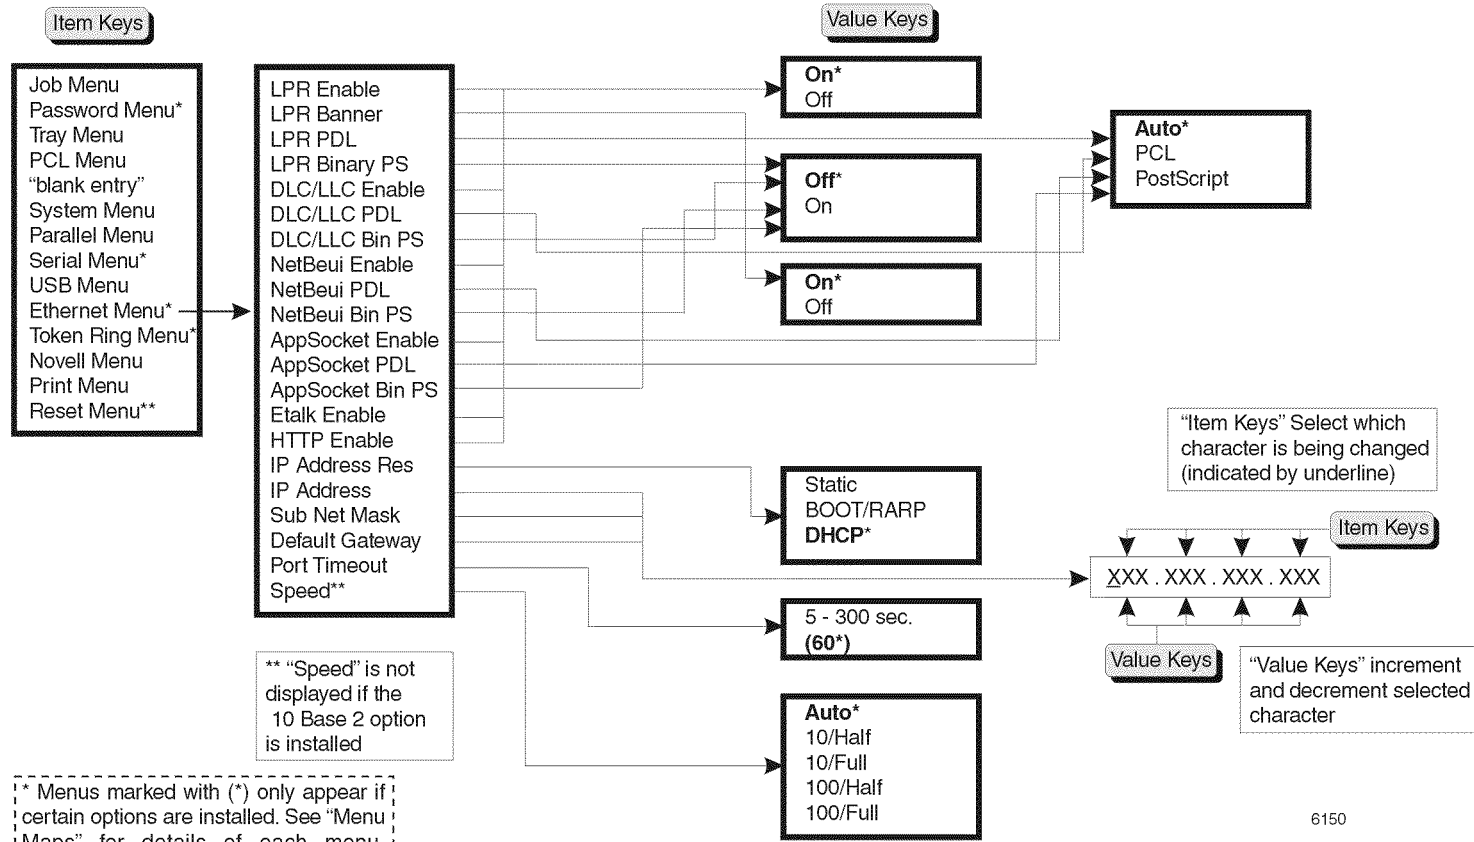 Item Keys
Job Menu
Password Menu*
Tray Menu
PCL Menu
“blank entry”
System Menu
Parallel Menu
Serial Menu*
USB Menu
Ethernet Menu*
Token Ring Menu*
Novell Menu
Print Menu
Reset Menu**
LPR Enable
LPR Banner
LPR PDL
LPR Binary PS
DLC/LLC Enable
DLC/LLC PDL
DLC/LLC Bin PS
NetBeui Enable
NetBeui PDL
NetBeui Bin PS
AppSocket Enable
AppSocket PDL
AppSocket Bin PS
Etalk Enable
HTTP Enable
IP Address Res
IP Address
Sub Net Mask
Default Gateway
Port Timeout
Speed**
** “Speed” is not
displayed if the
10 Base 2 option
is installed
* Menus marked with (*) only appear if
certain options are installed. See “Menu
Maps” for details of each menu
Value Keys
On*
Off
Off*
On
On*
Off
Auto*
PCL
PostScript
Static
BOOT/RARP
DHCP*
5 - 300 sec.
(60*)
Auto*
10/Half
10/Full
100/Half
100/Full
“Item Keys” Select which
character is being changed
(indicated by underline)
Item Keys
XXX . XXX . XXX . XXX
Value Keys
“Value Keys” increment
and decrement selected
character
6150